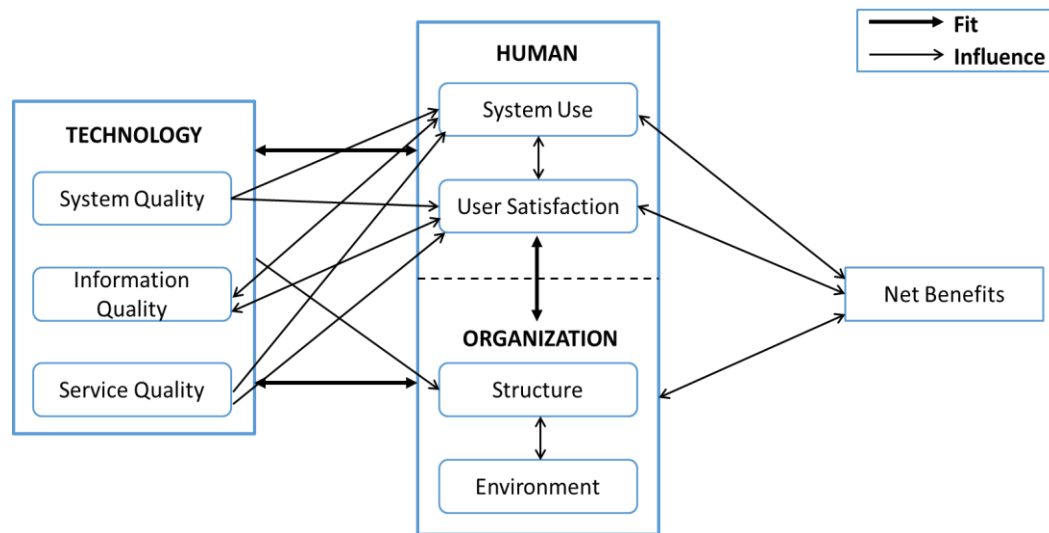 Fit
Influence
HUMAN
System Use
User Satisfaction
TECHNOLOGY
System Quality
Information
Quality
Service Quality
ORGANIZATION
Structure
Environment
Net Benefits